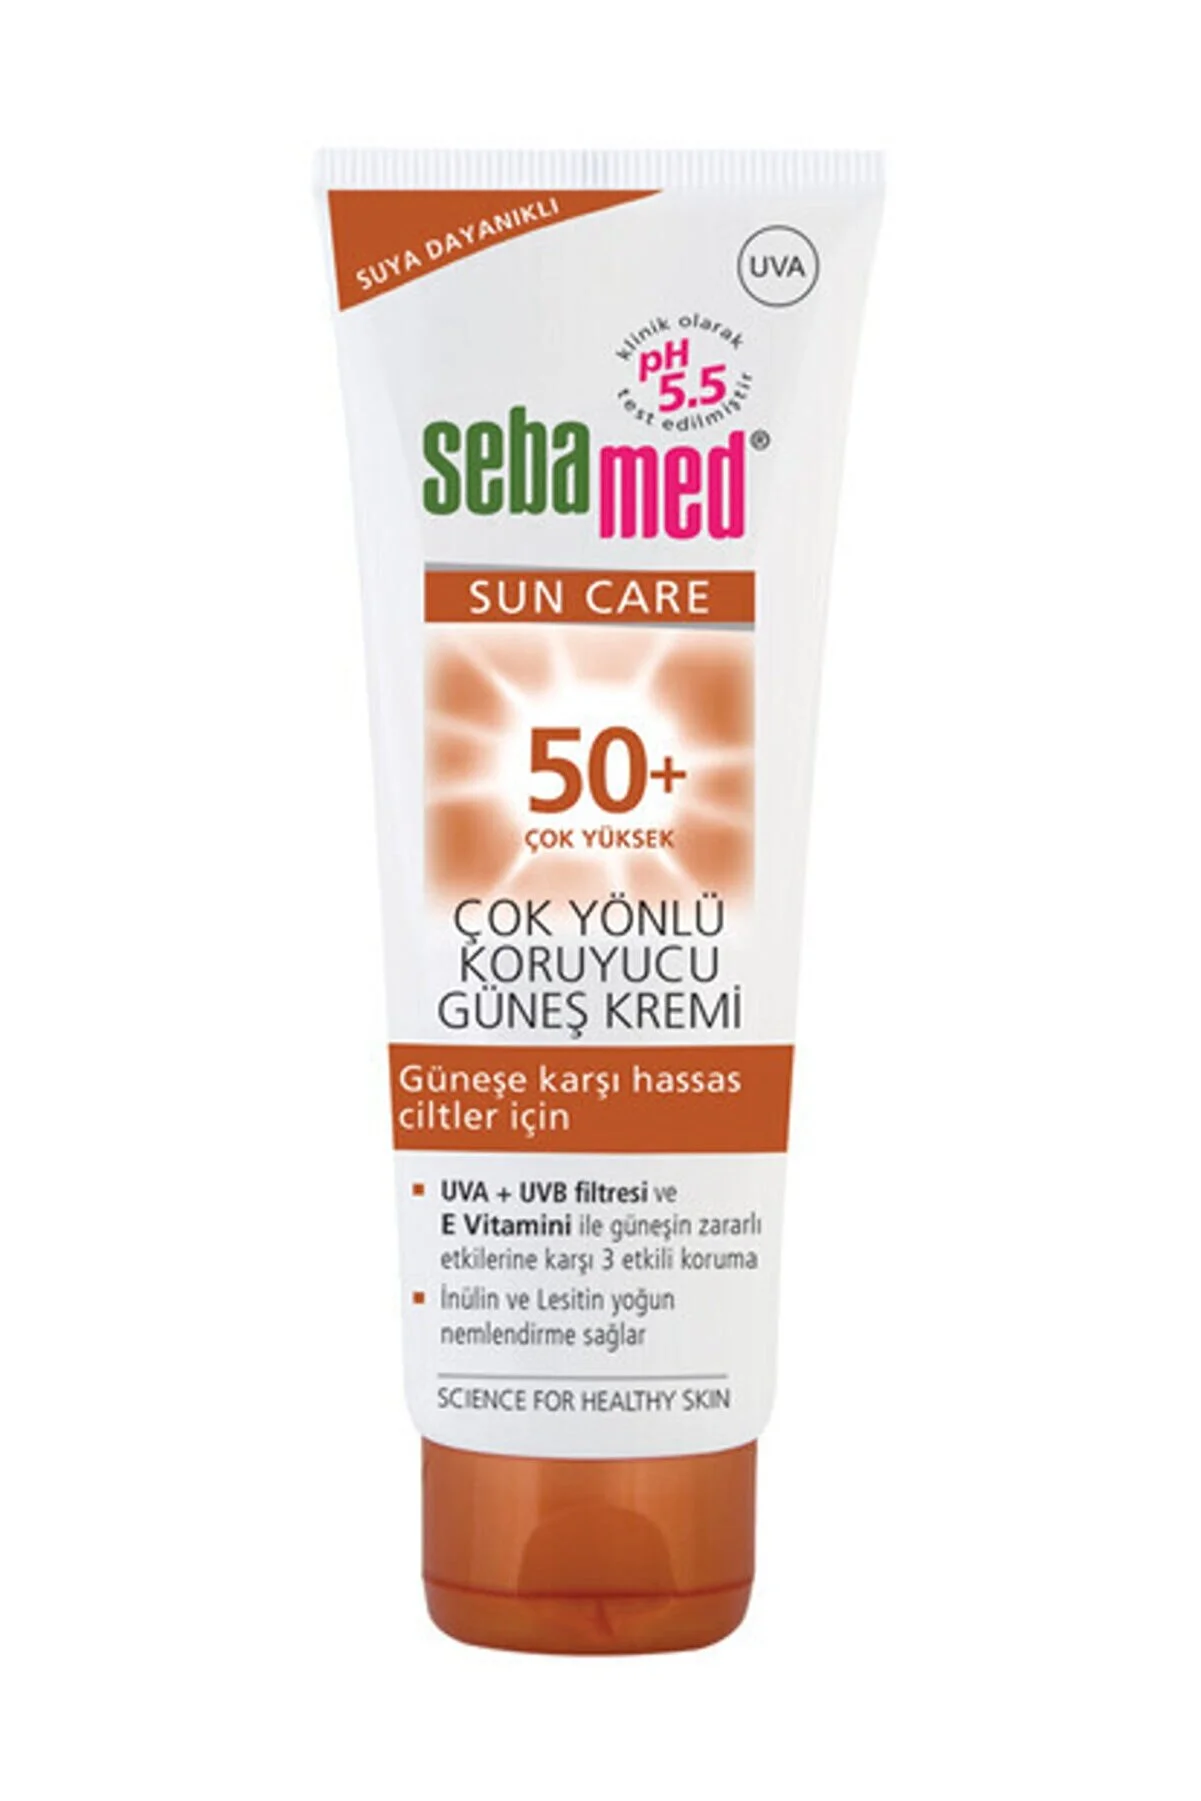 SUYA DAYANIKLI
UVA
klinik olarak
pH
5.5
test edilmiştir
sebamed®
SUN CARE
50+
ÇOK YÜKSEK
ÇOK YÖNLÜ
KORUYUCU
GÜNEŞ KREMİ
Güneşe karşı hassas
ciltler için
UVA + UVB filtresi ve
E Vitamini ile güneşin zararlı
etkilerine karşı 3 etkili koruma
İnülin ve Lesitin yoğun
nemlendirme sağlar
SCIENCE FOR HEALTHY SKIN